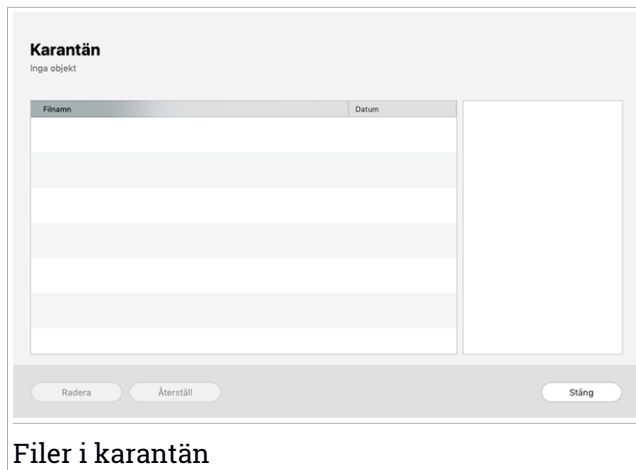 Karantän
Inga objekt
Filnamn Datum
Radera Återställ Stäng
Filer i karantän